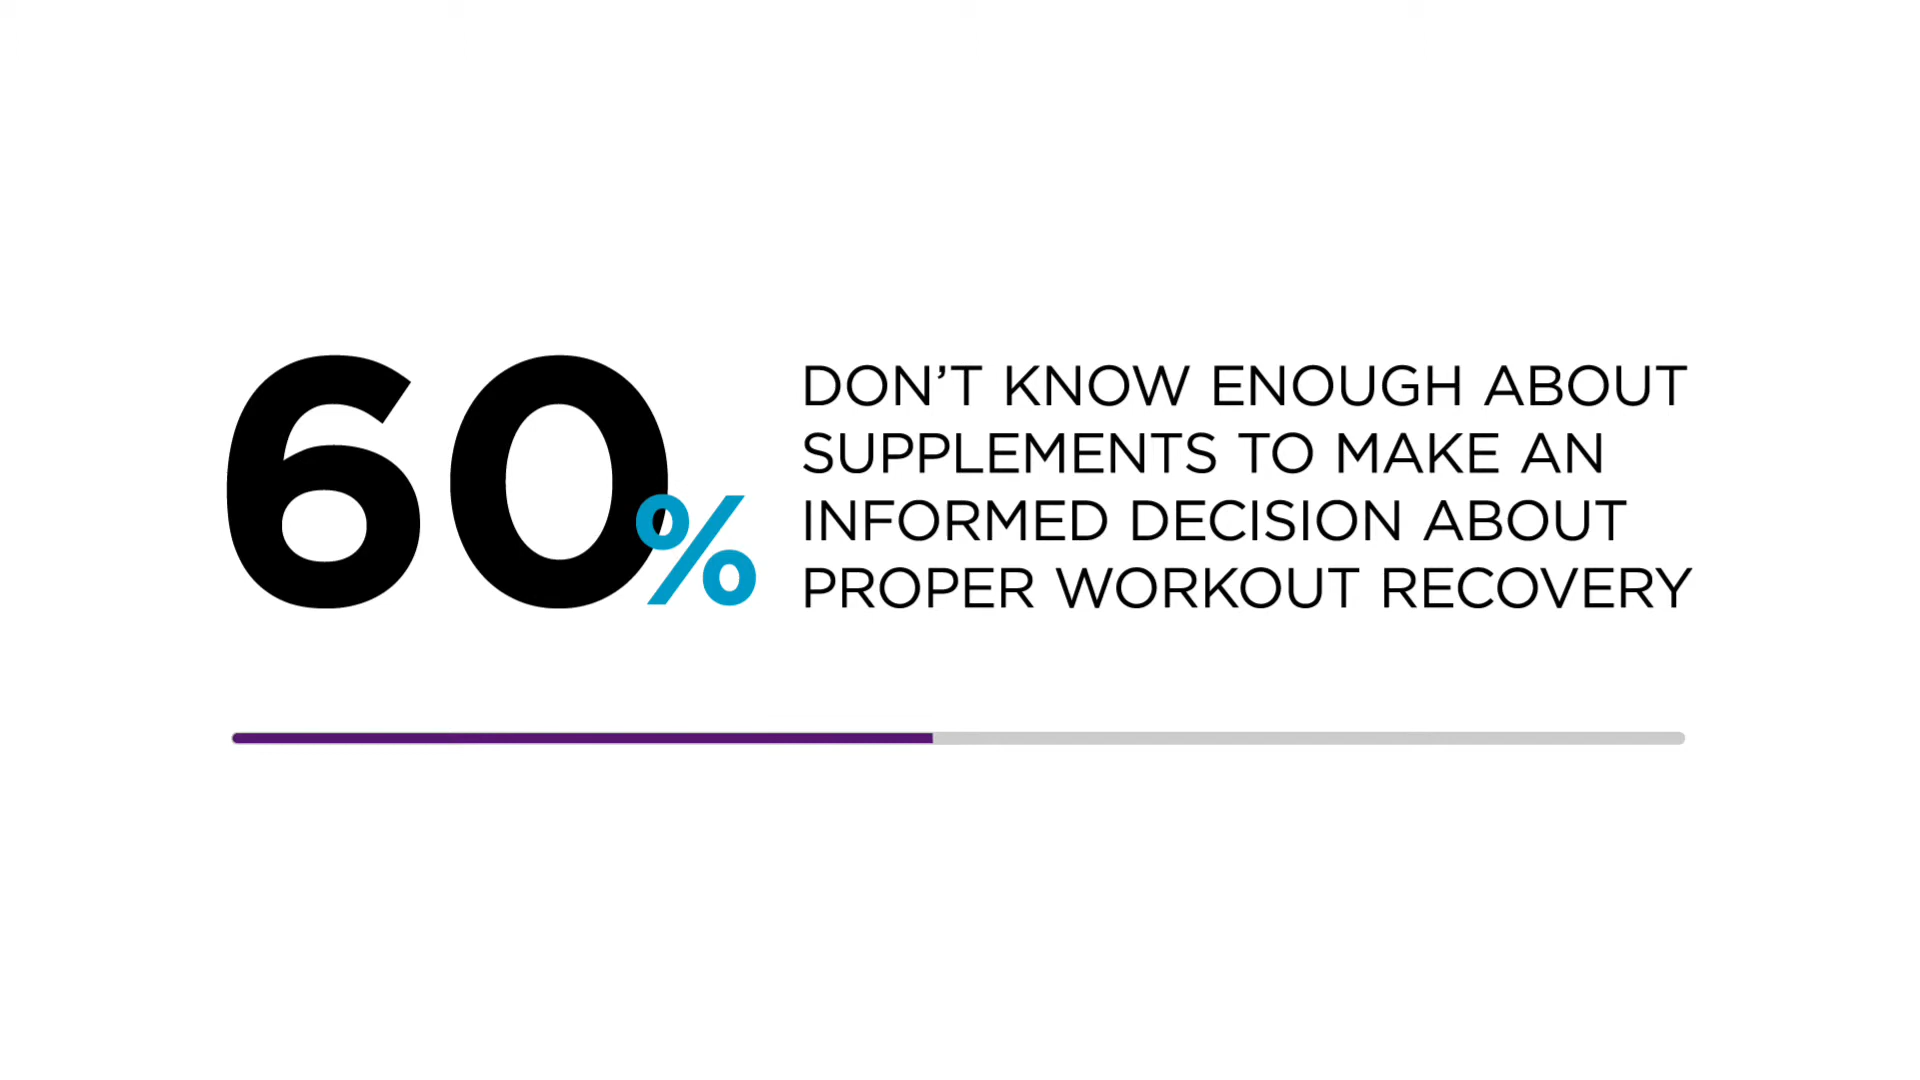 60%
DON’T KNOW ENOUGH ABOUT
SUPPLEMENTS TO MAKE AN
INFORMED DECISION ABOUT
PROPER WORKOUT RECOVERY